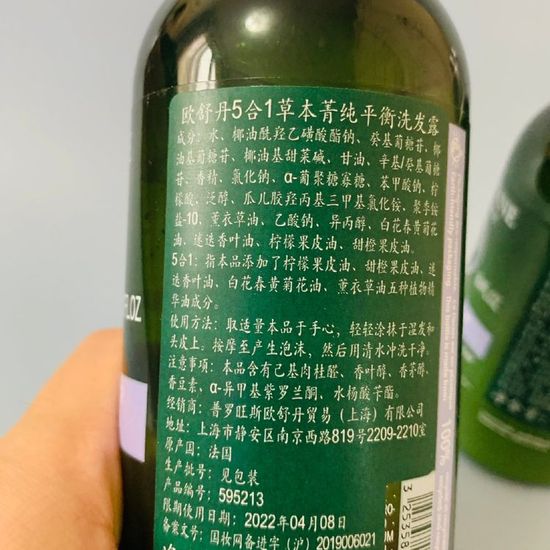 欧舒丹5合1草本菁纯平衡洗发露
成分:水、椰油酰羟乙磺酸酯钠、癸基葡糖苷、椰
油基葡糖苷、椰油基甜菜碱、甘油、辛基/癸基葡糖
苷、香精、氯化钠、α-葡聚糖寡糖、苯甲酸钠、柠
檬酸、泛醇、瓜儿胶羟丙基三甲基氯化铵、聚季铵
盐-10、薰衣草油、乙酸钠、异丙醇、白花春黄菊花
油、迷迭香叶油、柠檬果皮油、甜橙果皮油。
5合1:指本品添加了柠檬果皮油、甜橙果皮油、迷
迭香叶油、白花春黄菊花油、薰衣草油五种植物精
华油成分。
使用方法:取适量本品于手心,轻轻涂抹于湿发和
头皮上。按摩至产生泡沫,然后用清水冲洗干净。
注意事项:本品含有己基肉桂醛、香叶醇、香茅醇、
香豆素、α-异甲基紫罗兰酮、水杨酸苄酯。
经销商:普罗旺斯欧舒丹贸易(上海)有限公司
地址:上海市静安区南京西路819号2209-2210室
原产国:法国
生产批号:见包装
产品编号:595213
限期使用日期:2022年04月08日
备案文号:国妆网备进字(沪)2019006021
ELOZ
100%
Earth-friendly packaging
3 25358